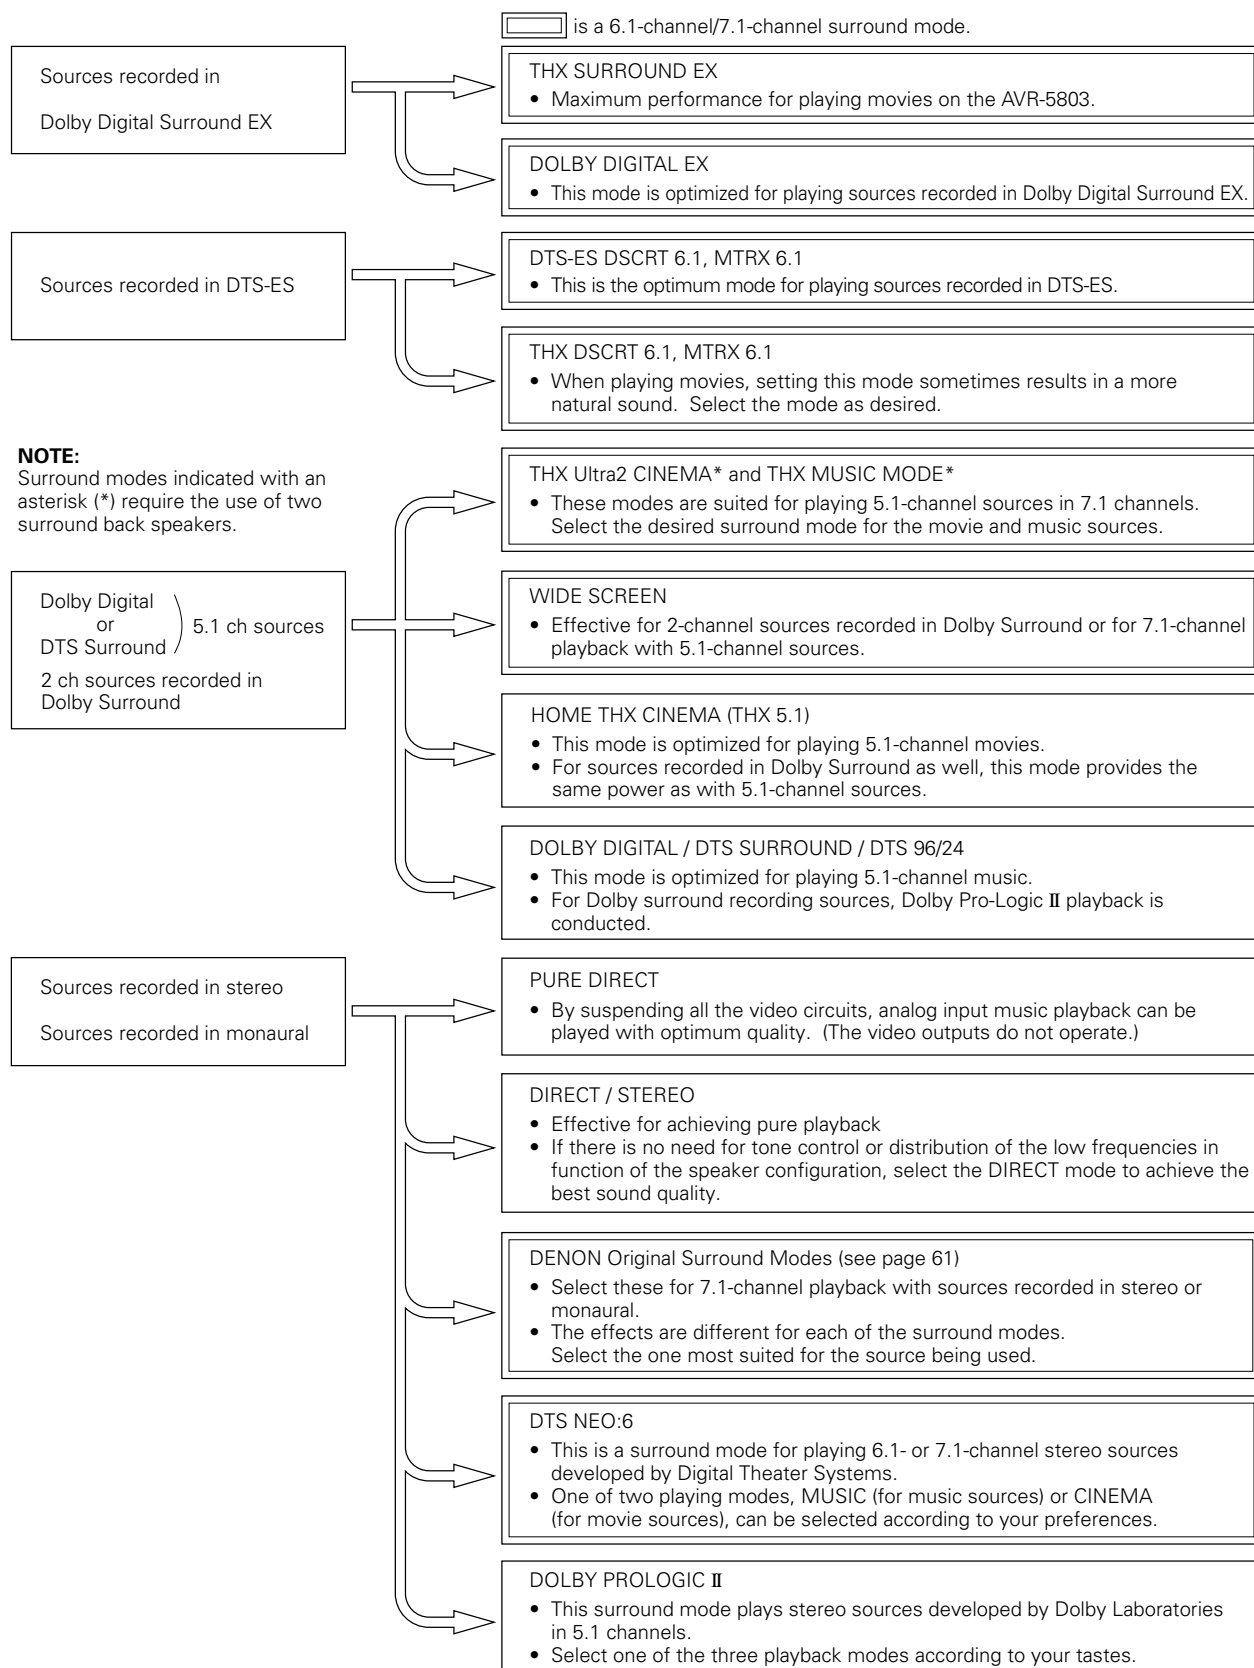 is a 6.1-channel/7.1-channel surround mode.
Sources recorded in
Dolby Digital Surround EX
THX SURROUND EX
• Maximum performance for playing movies on the AVR-5803.
DOLBY DIGITAL EX
• This mode is optimized for playing sources recorded in Dolby Digital Surround EX.
Sources recorded in DTS-ES
DTS-ES DSCRT 6.1, MTRX 6.1
• This is the optimum mode for playing sources recorded in DTS-ES.
THX DSCRT 6.1, MTRX 6.1
• When playing movies, setting this mode sometimes results in a more
natural sound. Select the mode as desired.
NOTE:
Surround modes indicated with an
asterisk (*) require the use of two
surround back speakers.
Dolby Digital
or
DTS Surround
5.1 ch sources
2 ch sources recorded in
Dolby Surround
THX Ultra2 CINEMA* and THX MUSIC MODE*
• These modes are suited for playing 5.1-channel sources in 7.1 channels.
Select the desired surround mode for the movie and music sources.
WIDE SCREEN
• Effective for 2-channel sources recorded in Dolby Surround or for 7.1-channel
playback with 5.1-channel sources.
HOME THX CINEMA (THX 5.1)
• This mode is optimized for playing 5.1-channel movies.
• For sources recorded in Dolby Surround as well, this mode provides the
same power as with 5.1-channel sources.
DOLBY DIGITAL / DTS SURROUND / DTS 96/24
• This mode is optimized for playing 5.1-channel music.
• For Dolby surround recording sources, Dolby Pro-Logic II playback is
conducted.
Sources recorded in stereo
Sources recorded in monaural
PURE DIRECT
• By suspending all the video circuits, analog input music playback can be
played with optimum quality. (The video outputs do not operate.)
DIRECT / STEREO
• Effective for achieving pure playback
• If there is no need for tone control or distribution of the low frequencies in
function of the speaker configuration, select the DIRECT mode to achieve the
best sound quality.
DENON Original Surround Modes (see page 61)
• Select these for 7.1-channel playback with sources recorded in stereo or
monaural.
• The effects are different for each of the surround modes.
Select the one most suited for the source being used.
DTS NEO:6
• This is a surround mode for playing 6.1- or 7.1-channel stereo sources
developed by Digital Theater Systems.
• One of two playing modes, MUSIC (for music sources) or CINEMA
(for movie sources), can be selected according to your preferences.
DOLBY PROLOGIC II
• This surround mode plays stereo sources developed by Dolby Laboratories
in 5.1 channels.
• Select one of the three playback modes according to your tastes.